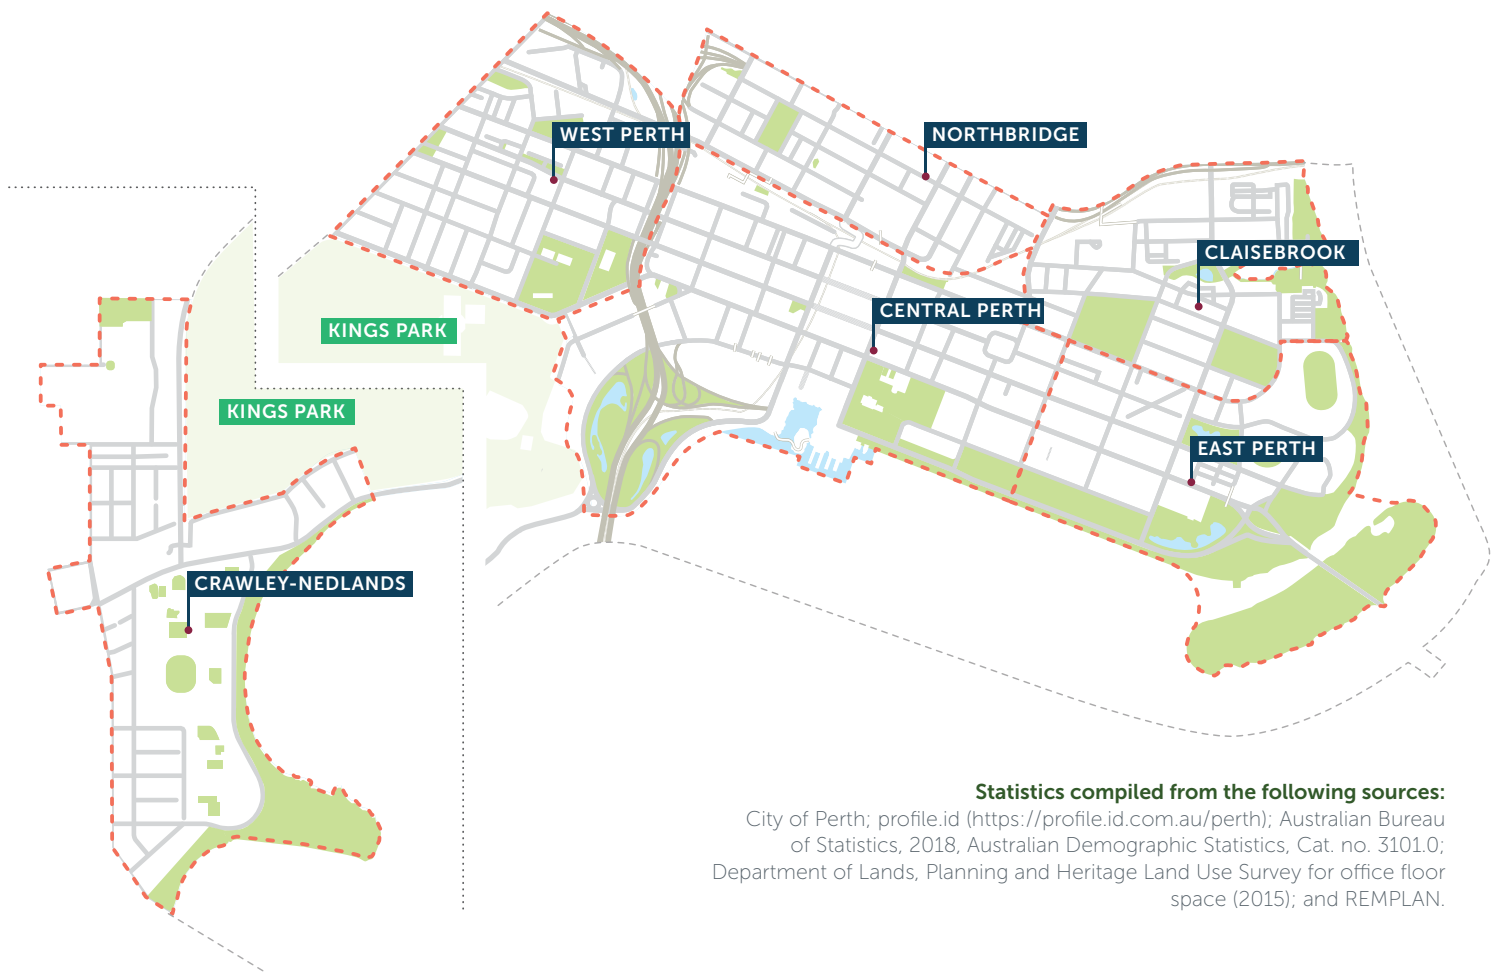 WEST PERTH
NORTHBRIDGE
CLAISEBROOK
CENTRAL PERTH
KINGS PARK
KINGS PARK
EAST PERTH
CRAWLEY-NEDLANDS
Statistics compiled from the following sources:
City of Perth; profile.id (https://profile.id.com.au/perth); Australian Bureau
of Statistics, 2018, Australian Demographic Statistics, Cat. no. 3101.0;
Department of Lands, Planning and Heritage Land Use Survey for office floor
space (2015); and REMPLAN.